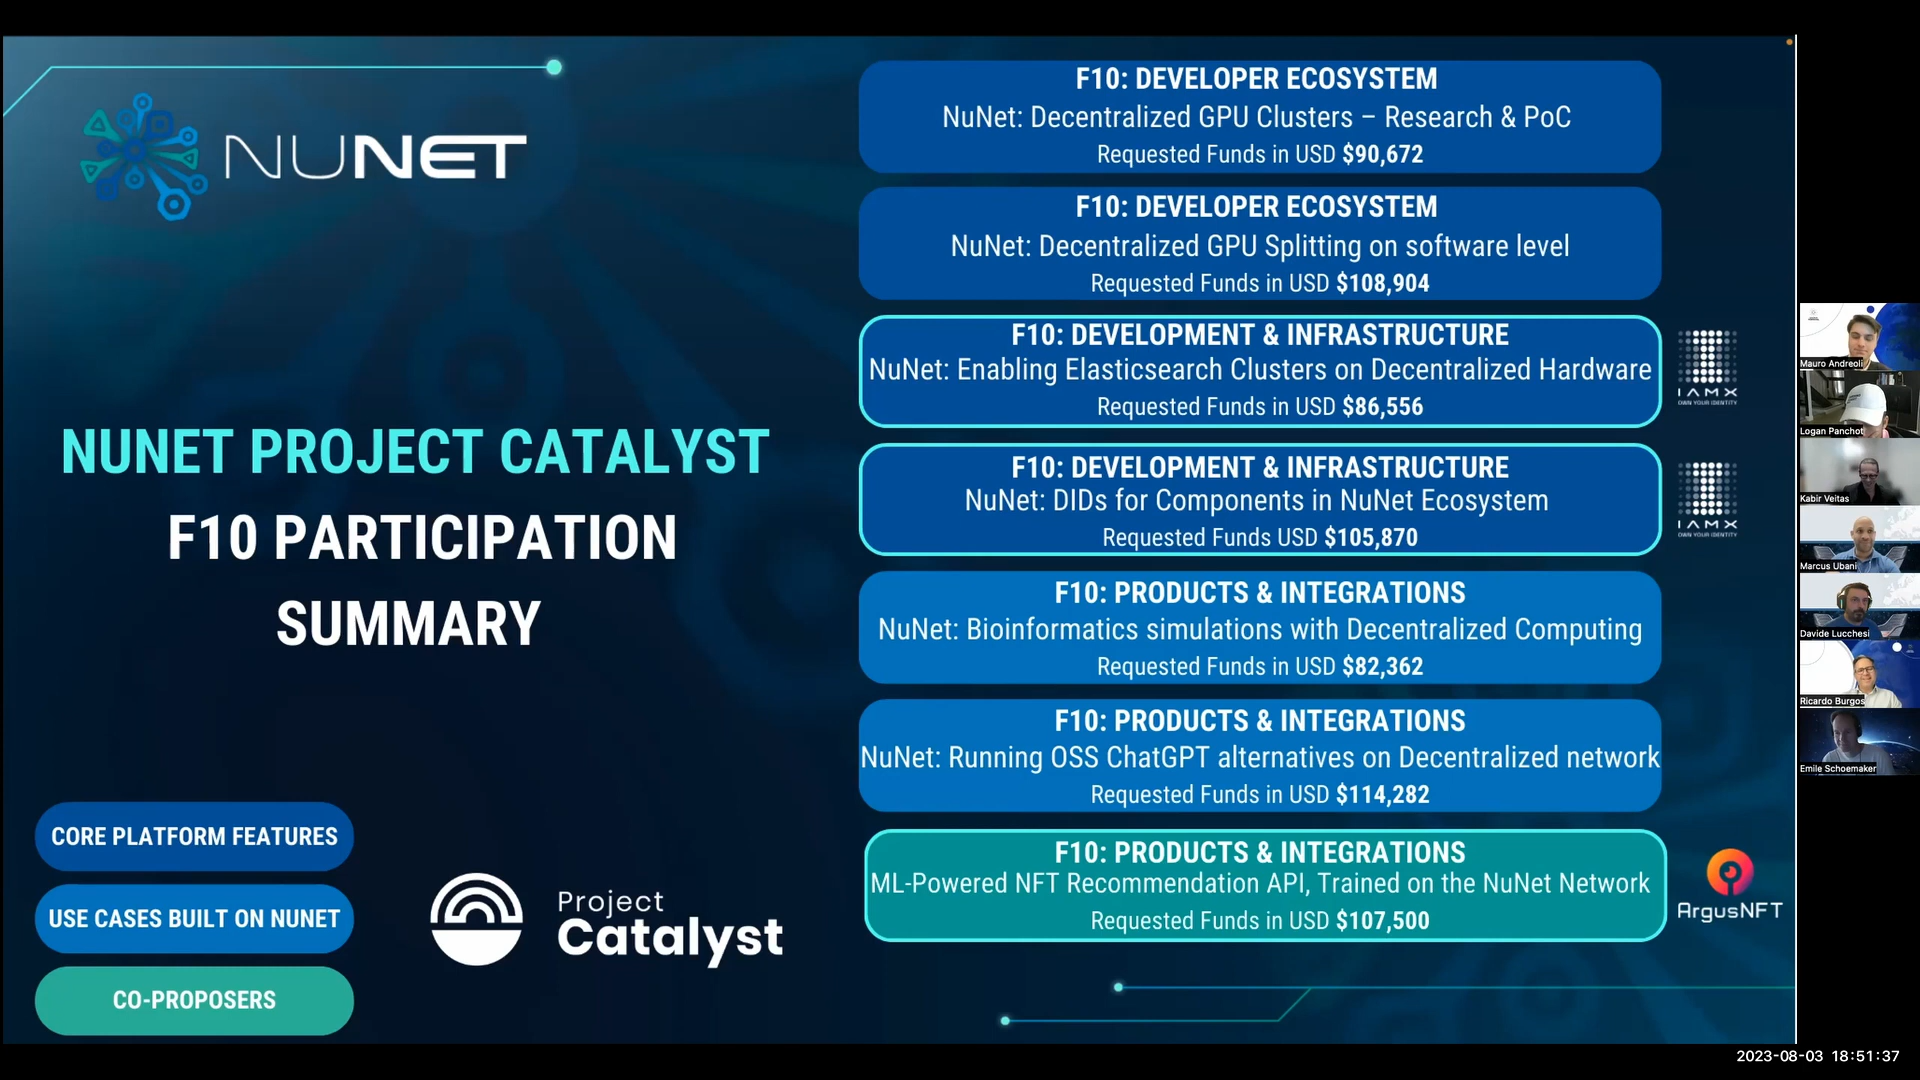 NUNET
NUNET PROJECT CATALYST
F10 PARTICIPATION
SUMMARY
CORE PLATFORM FEATURES
USE CASES BUILT ON NUNET
CO-PROPOSERS
Project
Catalyst
F10: DEVELOPER ECOSYSTEM
NuNet: Decentralized GPU Clusters – Research & PoC
Requested Funds in USD $90,672
F10: DEVELOPER ECOSYSTEM
NuNet: Decentralized GPU Splitting on software level
Requested Funds in USD $108,904
F10: DEVELOPMENT & INFRASTRUCTURE
NuNet: Enabling Elasticsearch Clusters on Decentralized Hardware
Requested Funds in USD $86,556
IAMX
OWN YOUR IDENTITY
F10: DEVELOPMENT & INFRASTRUCTURE
NuNet: DIDs for Components in NuNet Ecosystem
Requested Funds USD $105,870
IAMX
OWN YOUR IDENTITY
F10: PRODUCTS & INTEGRATIONS
NuNet: Bioinformatics simulations with Decentralized Computing
Requested Funds in USD $82,362
F10: PRODUCTS & INTEGRATIONS
NuNet: Running OSS ChatGPT alternatives on Decentralized network
Requested Funds in USD $114,282
F10: PRODUCTS & INTEGRATIONS
ML-Powered NFT Recommendation API, Trained on the NuNet Network
Requested Funds in USD $107,500
ArgusNFT
Mauro Andreoli
Logan Panchot
Kabir Veitas
Marcus Ubani
Davide Lucchesi
Ricardo Burgos
Emile Schoemaker
2023-08-03 18:51:37